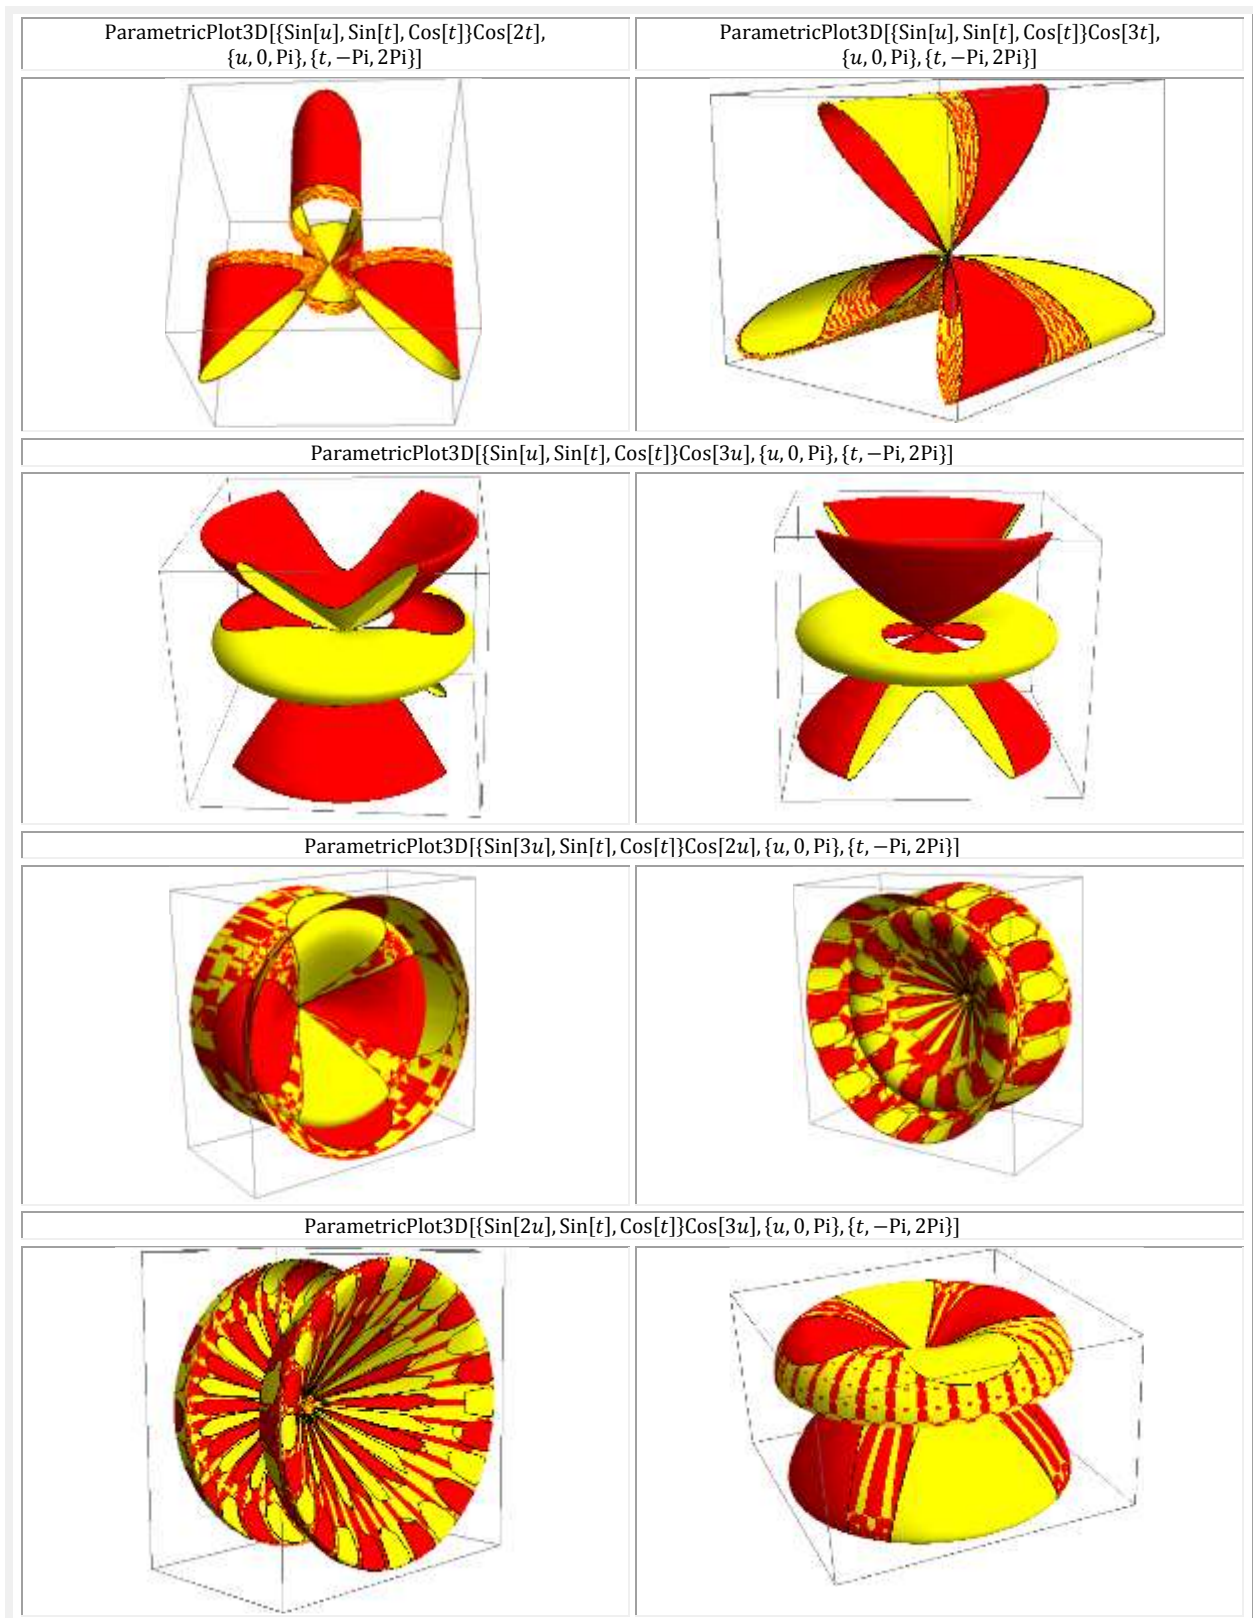 ParametricPlot3D[{Sin[u], Sin[t], Cos[t]}Cos[2t],
{u, 0, Pi}, {t, −Pi, 2Pi}]
ParametricPlot3D[{Sin[u], Sin[t], Cos[t]}Cos[3t],
{u, 0, Pi}, {t, −Pi, 2Pi}]
ParametricPlot3D[{Sin[u], Sin[t], Cos[t]}Cos[3u], {u, 0, Pi}, {t, −Pi, 2Pi}]
ParametricPlot3D[{Sin[3u], Sin[t], Cos[t]}Cos[2u], {u, 0, Pi}, {t, −Pi, 2Pi}]
ParametricPlot3D[{Sin[2u], Sin[t], Cos[t]}Cos[3u], {u, 0, Pi}, {t, −Pi, 2Pi}]